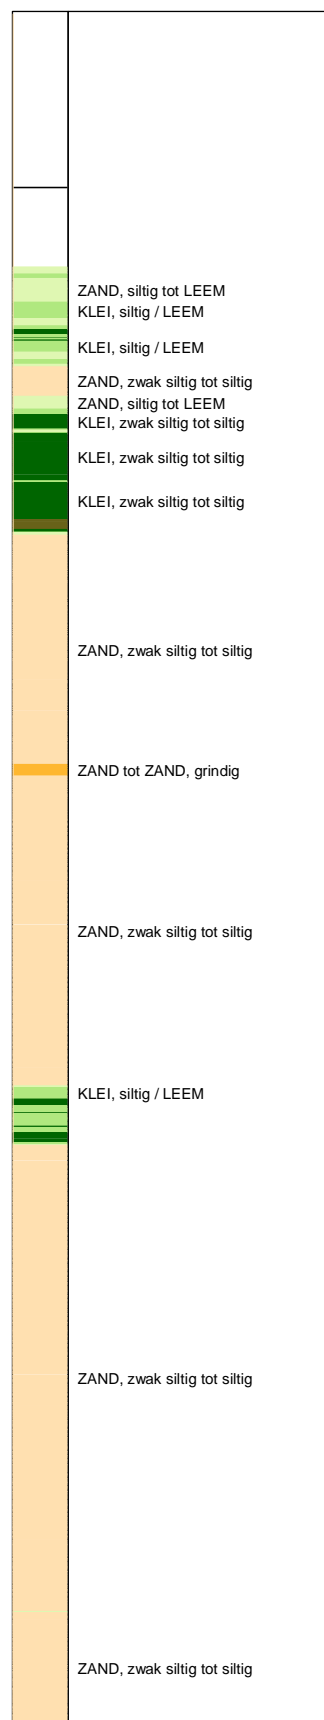 ZAND, siltig tot LEEM
KLEI, siltig / LEEM
KLEI, siltig / LEEM
ZAND, zwak siltig tot siltig
ZAND, siltig tot LEEM
KLEI, zwak siltig tot siltig
KLEI, zwak siltig tot siltig
KLEI, zwak siltig tot siltig
ZAND, zwak siltig tot siltig
ZAND tot ZAND, grindig
ZAND, zwak siltig tot siltig
KLEI, siltig / LEEM
ZAND, zwak siltig tot siltig
ZAND, zwak siltig tot siltig